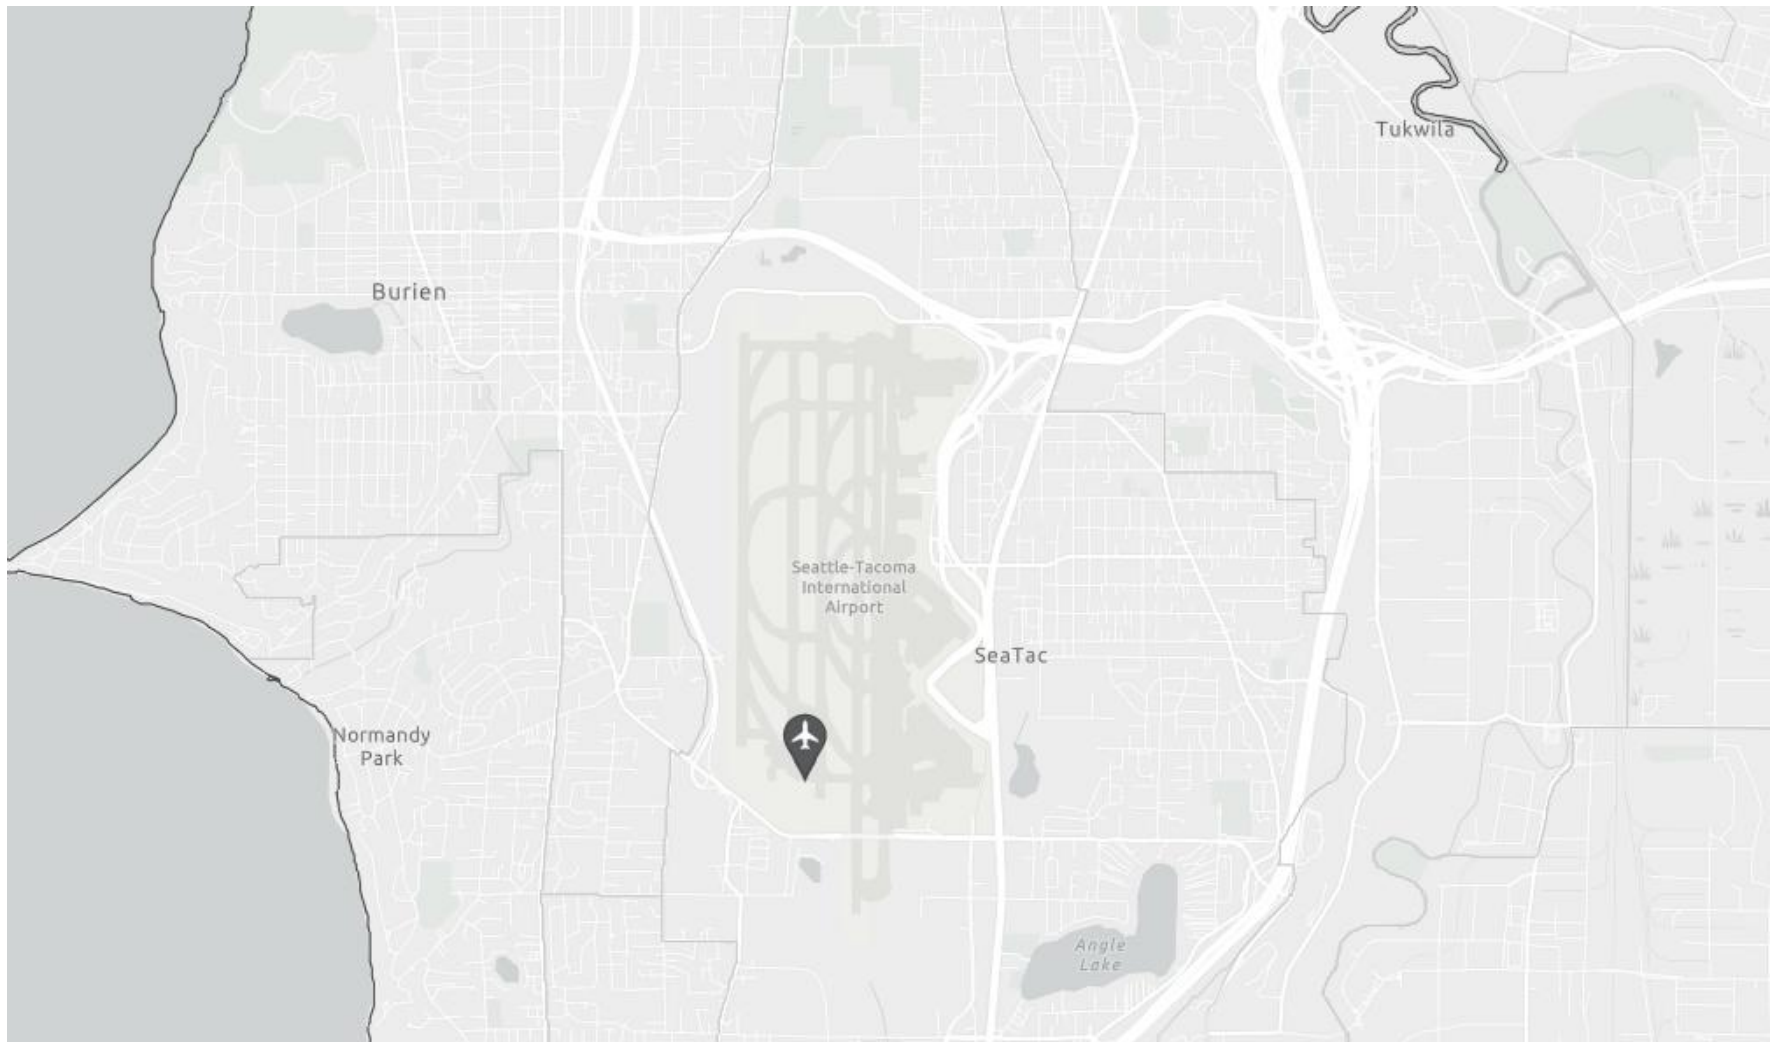 Tukwila
Burien
Seattle-Tacoma
International
Airport
SeaTac
Normandy
Park
Angle
Lake